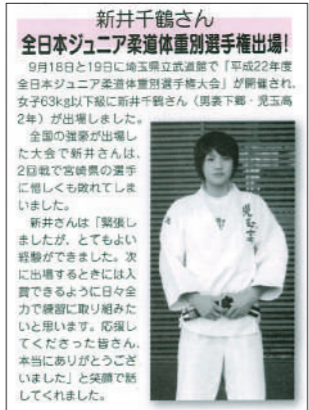 新井千鶴さん
全日本ジュニア柔道体重別選手権出場!
9月18日と19日に埼玉県立武道館で「平成22年度
全日本ジュニア柔道体重別選手権大会」が開催され、
女子63kg以下級に新井千鶴さん(男衾下郷・児玉高
2年)が出場しました。
全国の強豪が出場し
た大会で新井さんは、
2回戦で宮崎県の選手
に惜しくも敗れてしま
いました。
新井さんは「緊張し
ましたが、とてもよい
経験ができました。次
に出場するときには入
賞できるように日々全
力で練習に取り組みた
いと思います。応援し
てくださった皆さん、
本当にありがとうござ
いました」と笑顔で話
してくれました。
児玉高